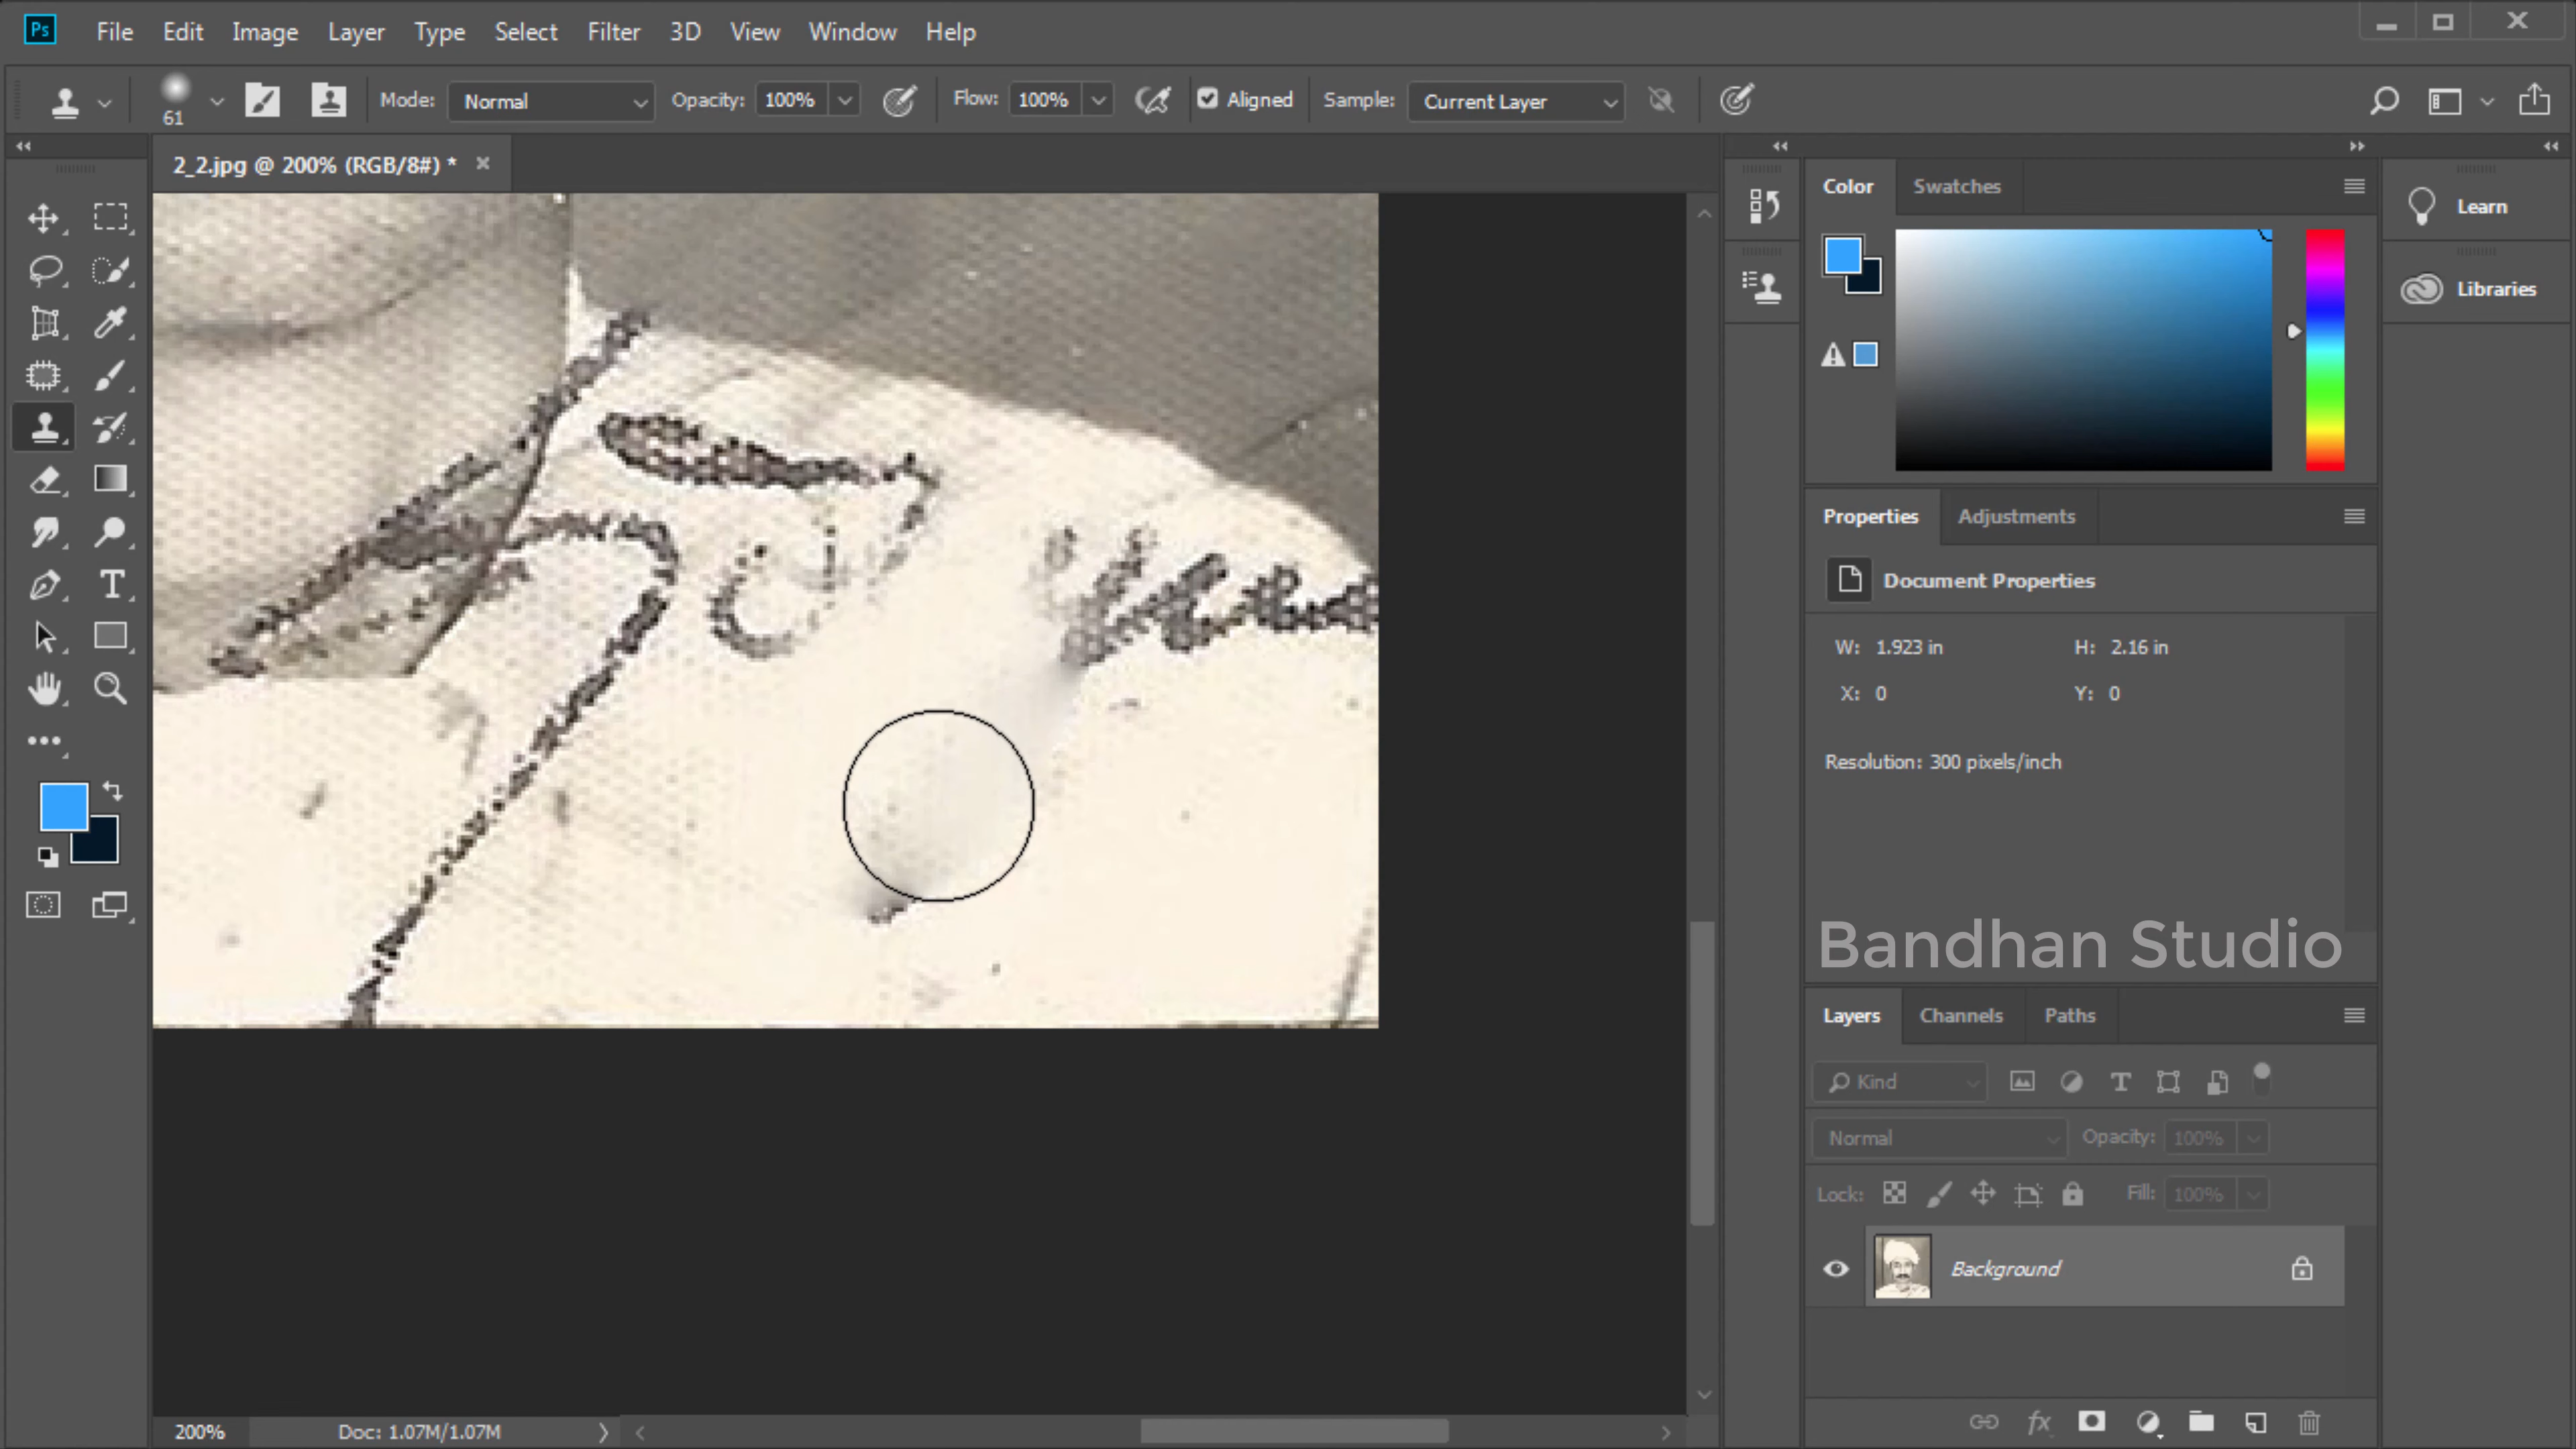 Ps File Edit Image Layer Type Select Filter 3D View Window Help
61 Mode: Normal Opacity: 100% Flow: 100% Aligned Sample: Current Layer
2_2.jpg @ 200% (RGB/8#) * ×
Color Swatches
Learn
Libraries
Properties Adjustments
Document Properties
W: 1.923 in H: 2.16 in
X: 0 Y: 0
Resolution: 300 pixels/inch
Bandhan Studio
Layers Channels Paths
Kind
Normal Opacity: 100%
Lock: Fill: 100%
Background
fx
200% Doc: 1.07M/1.07M